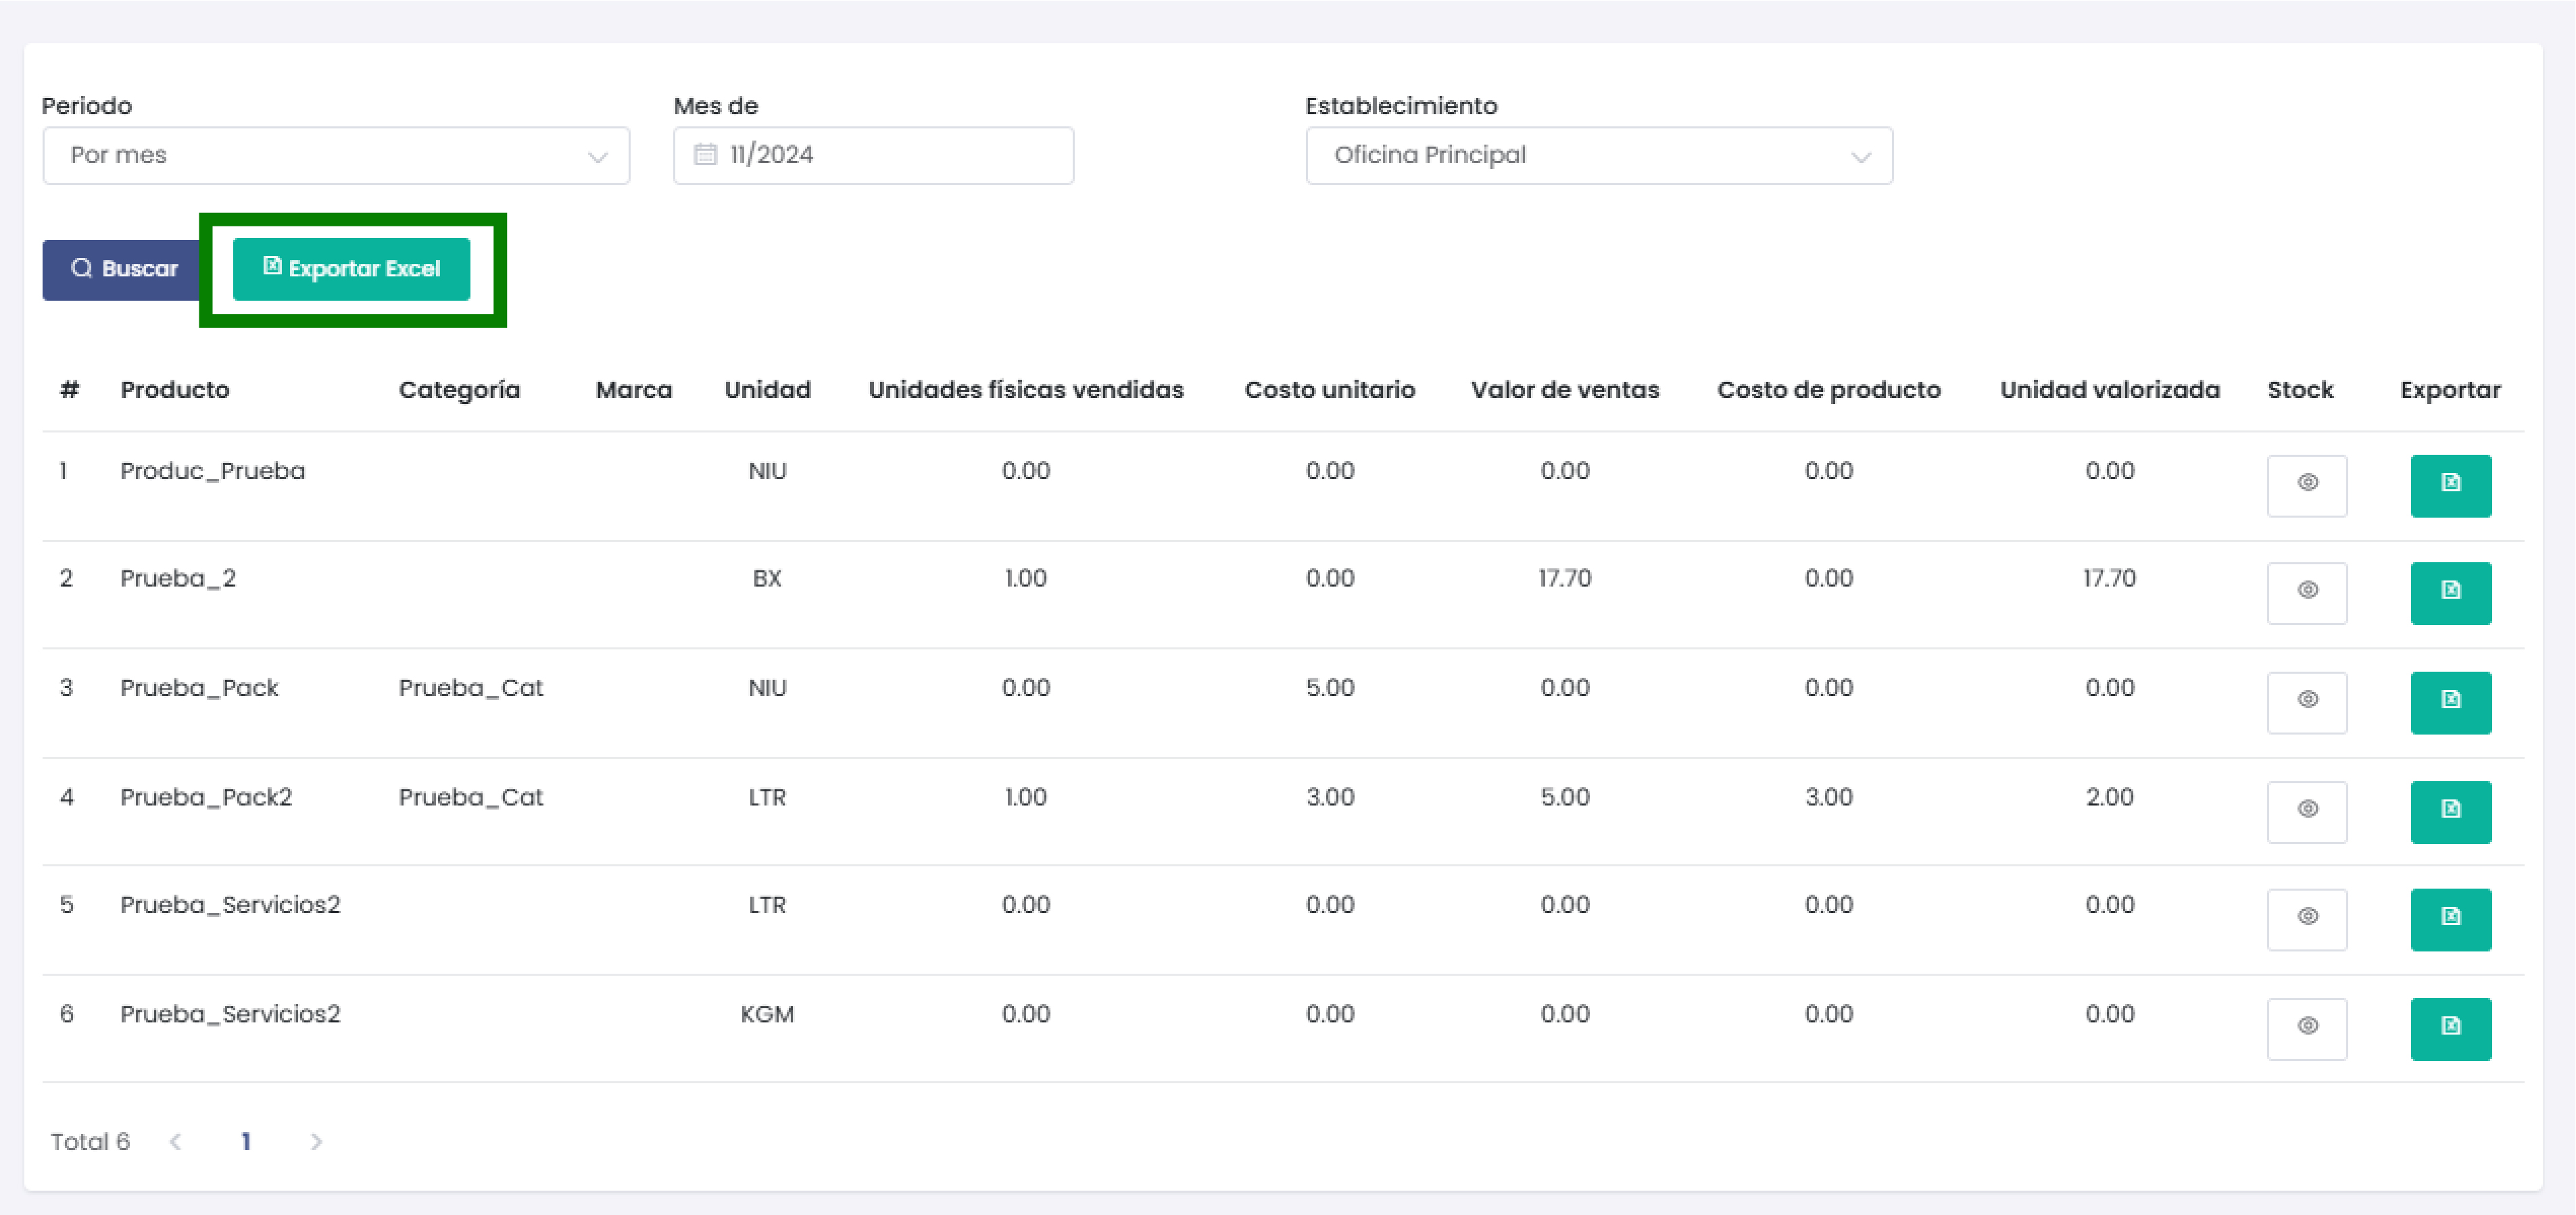 Periodo Mes de Establecimiento
Por mes 11/2024 Oficina Principal
Buscar Exportar Excel
# Producto Categoría Marca Unidad Unidades físicas vendidas Costo unitario Valor de ventas Costo de producto Unidad valorizada Stock Exportar
1 Produc_Prueba NIU 0.00 0.00 0.00 0.00 0.00
2 Prueba_2 BX 1.00 0.00 17.70 0.00 17.70
3 Prueba_Pack Prueba_Cat NIU 0.00 5.00 0.00 0.00 0.00
4 Prueba_Pack2 Prueba_Cat LTR 1.00 3.00 5.00 3.00 2.00
5 Prueba_Servicios2 LTR 0.00 0.00 0.00 0.00 0.00
6 Prueba_Servicios2 KGM 0.00 0.00 0.00 0.00 0.00
Total 6 < 1 >